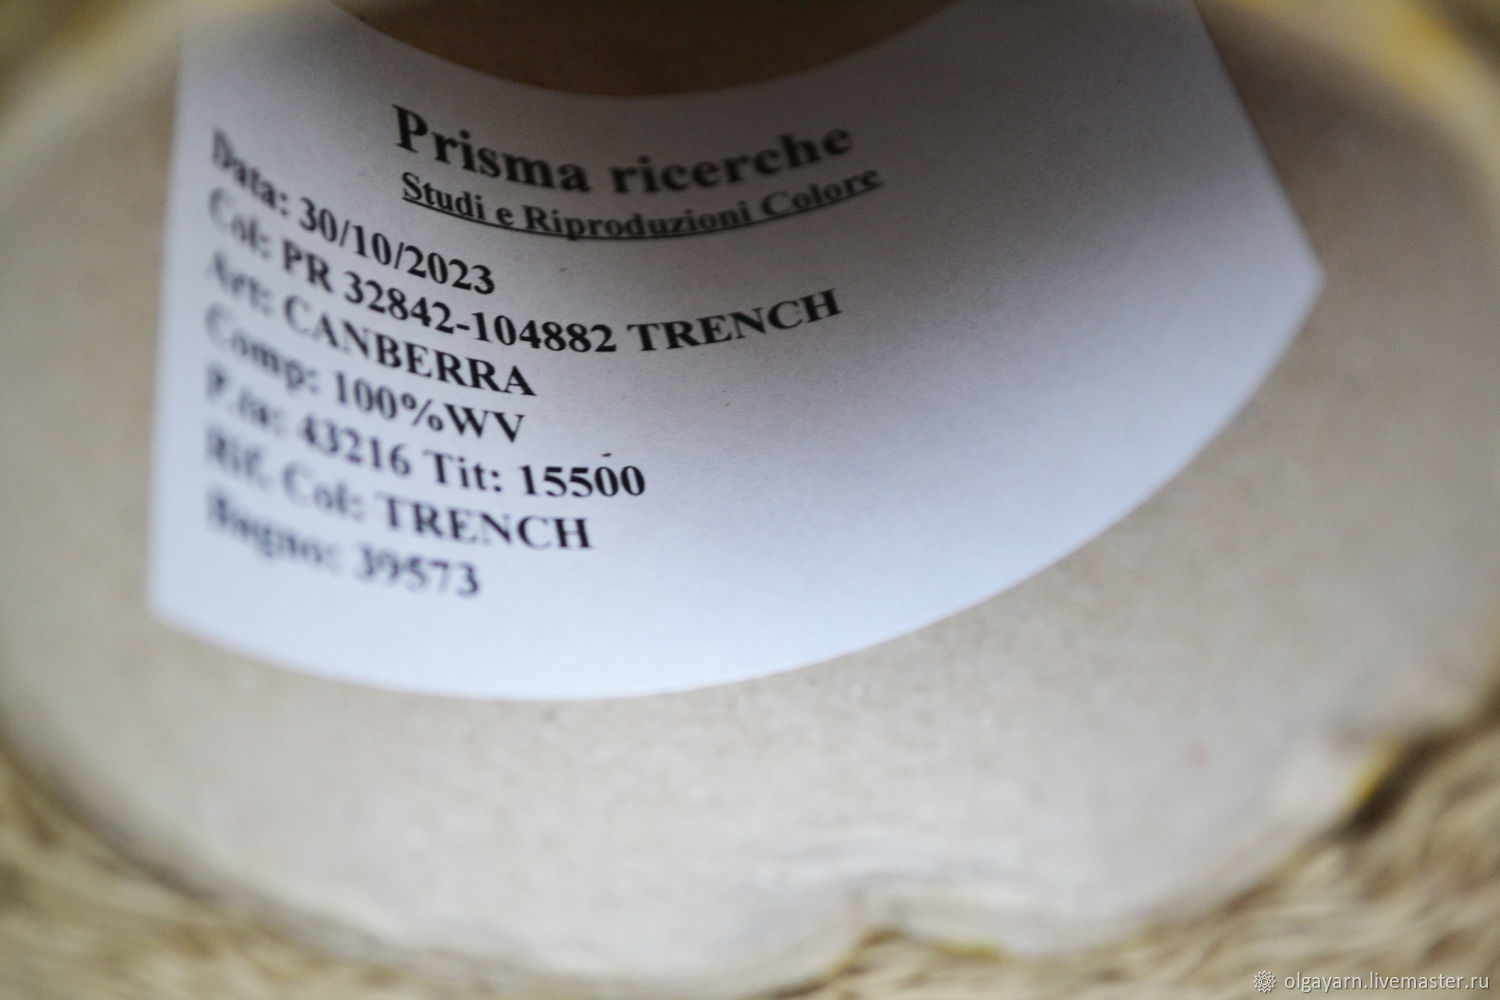 Prisma ricerche
Studi e Riproduzioni Colore
Data: 30/10/2023
Col: PR 32842-104882 TRENCH
Art: CANBERRA
Comp: 100%WV
P.ta: 43216 Tit: 15500
Rif. Col: TRENCH
Bagno: 39573
olgayarn.livemaster.ru